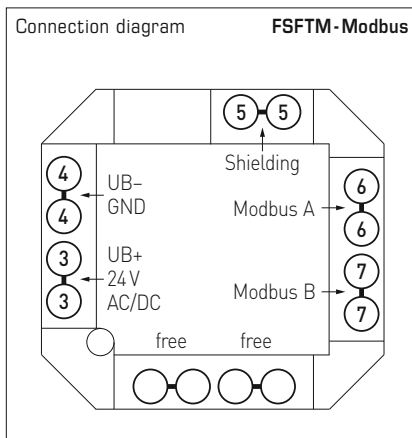 Connection diagram FSFTM-Modbus
5 5
Shielding
4
4
UB–
GND
Modbus A
6
6
3
3
UB+
24 V
AC/DC
Modbus B
7
7
free free